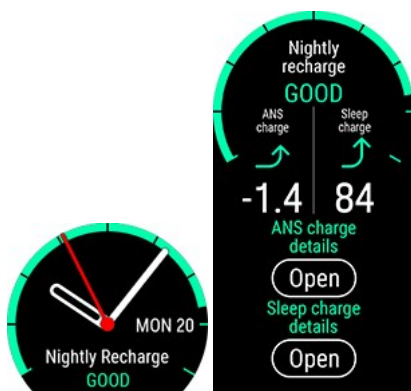 MON 20
Nightly Recharge
GOOD
Nightly
recharge
GOOD
ANS
charge
Sleep
charge
-1.4
84
ANS charge
details
Open
Sleep charge
details
Open